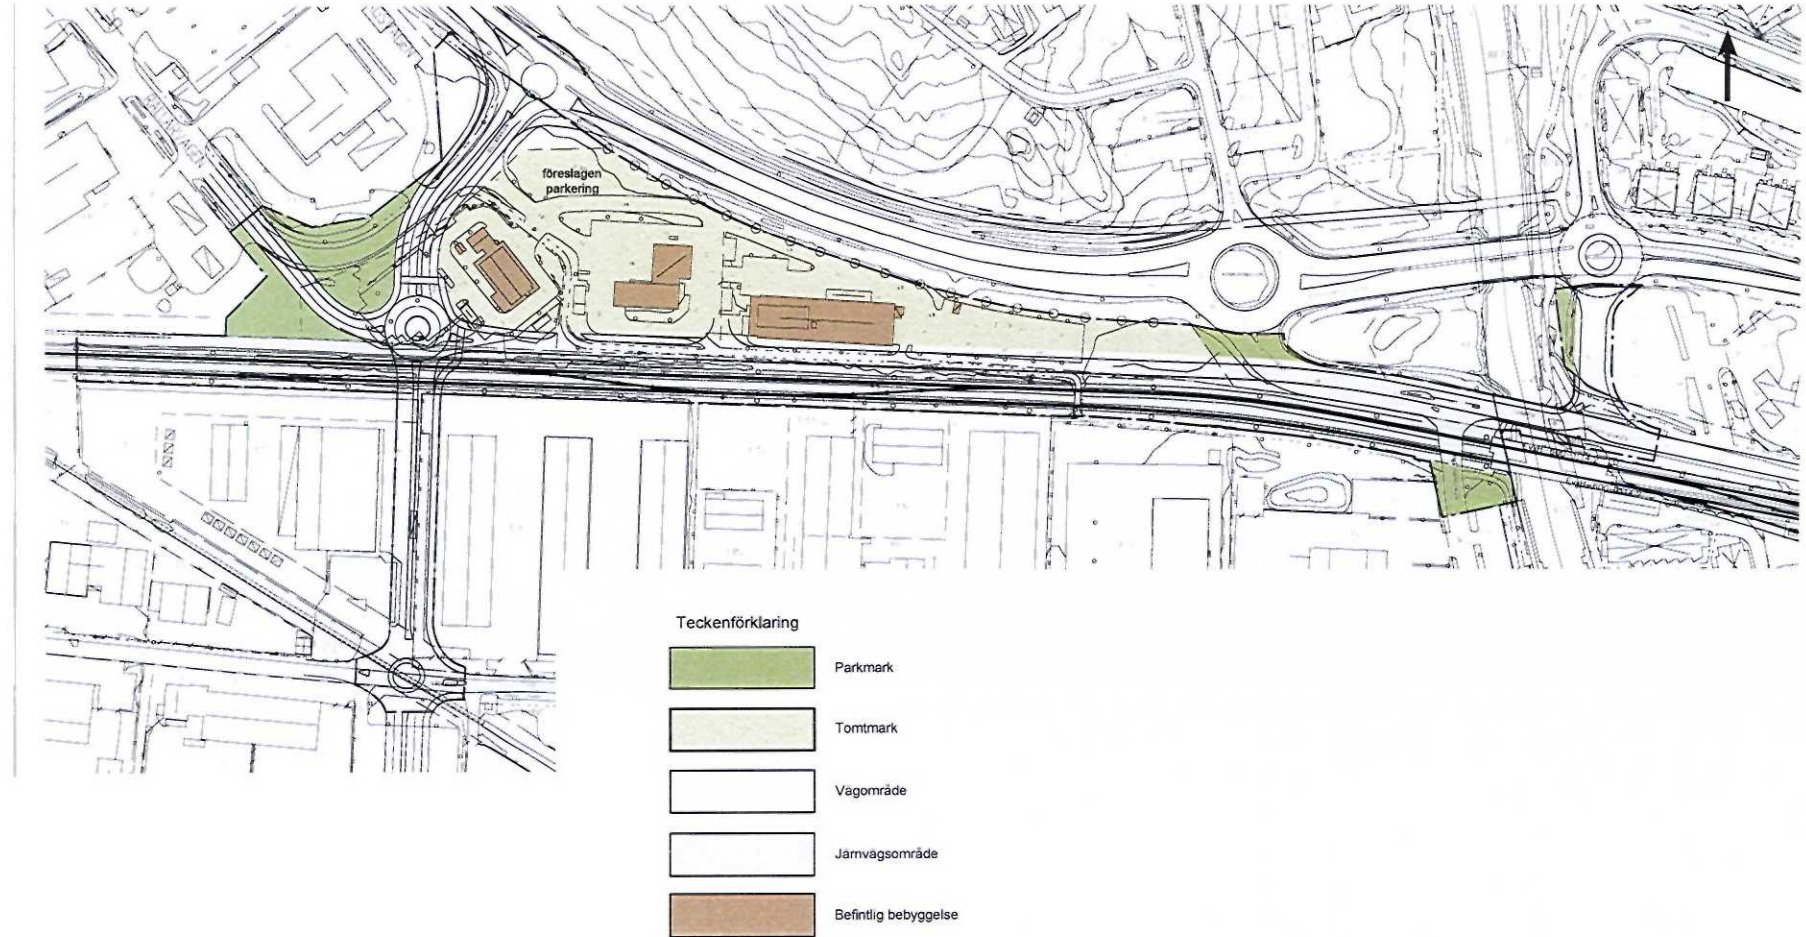 föreslagen
parkering
Teckenförklaring
Parkmark
Tomtmark
Vägområde
Järnvägsområde
Befintlig bebyggelse